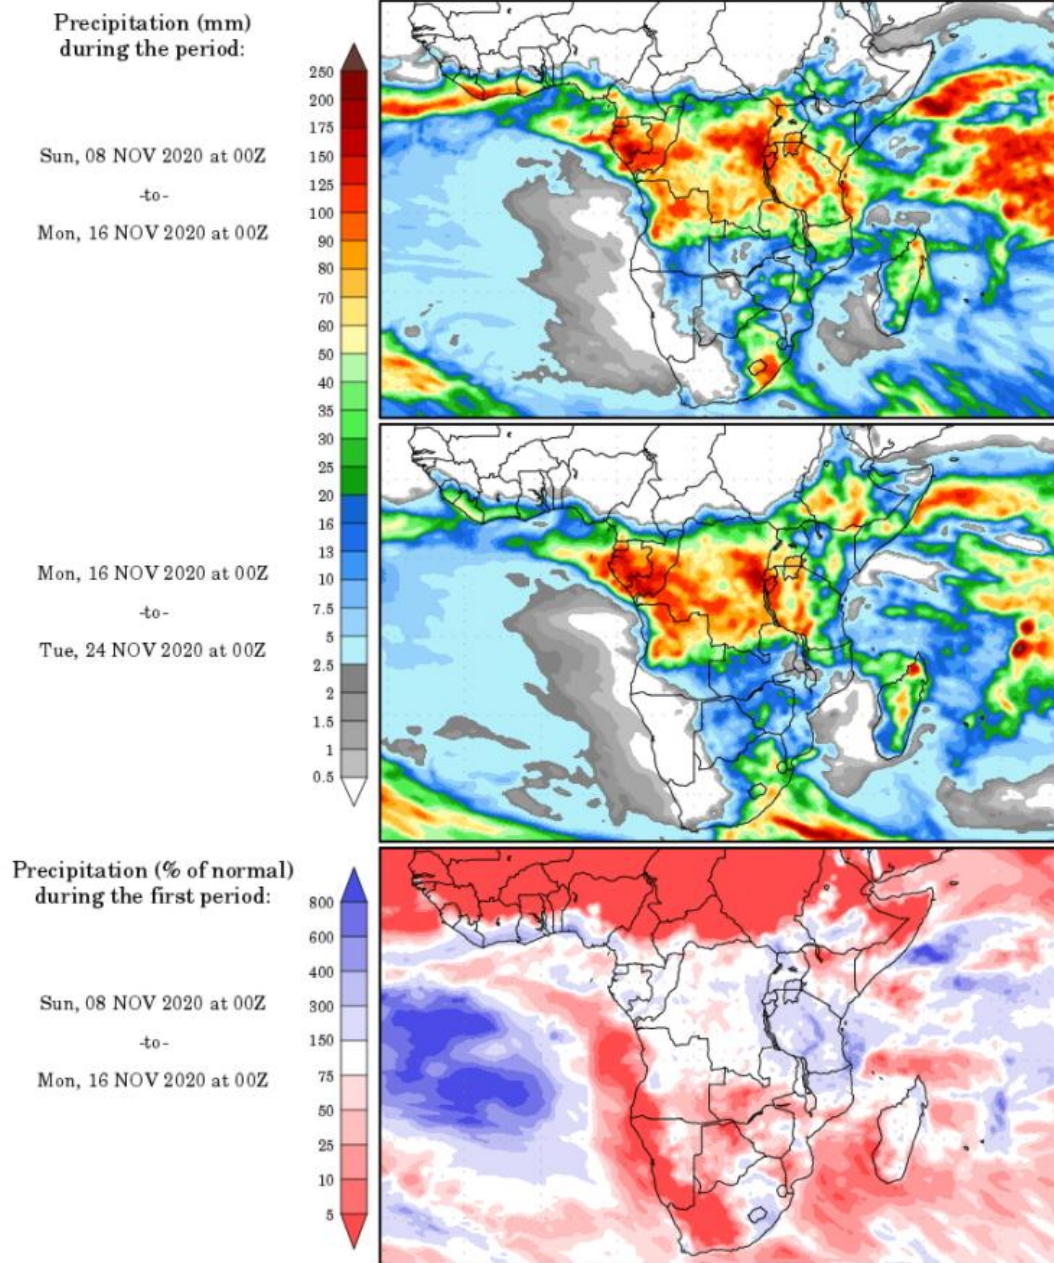 Precipitation (mm)
during the period:
250
200
175
150
125
100
90
80
70
60
50
40
35
30
25
20
16
13
10
7.5
5
2.5
2
1.5
1
0.5
Sun, 08 NOV 2020 at 00Z
-to-
Mon, 16 NOV 2020 at 00Z
Mon, 16 NOV 2020 at 00Z
-to-
Tue, 24 NOV 2020 at 00Z
Precipitation (% of normal)
during the first period:
800
600
400
300
150
75
50
25
10
5
Sun, 08 NOV 2020 at 00Z
-to-
Mon, 16 NOV 2020 at 00Z